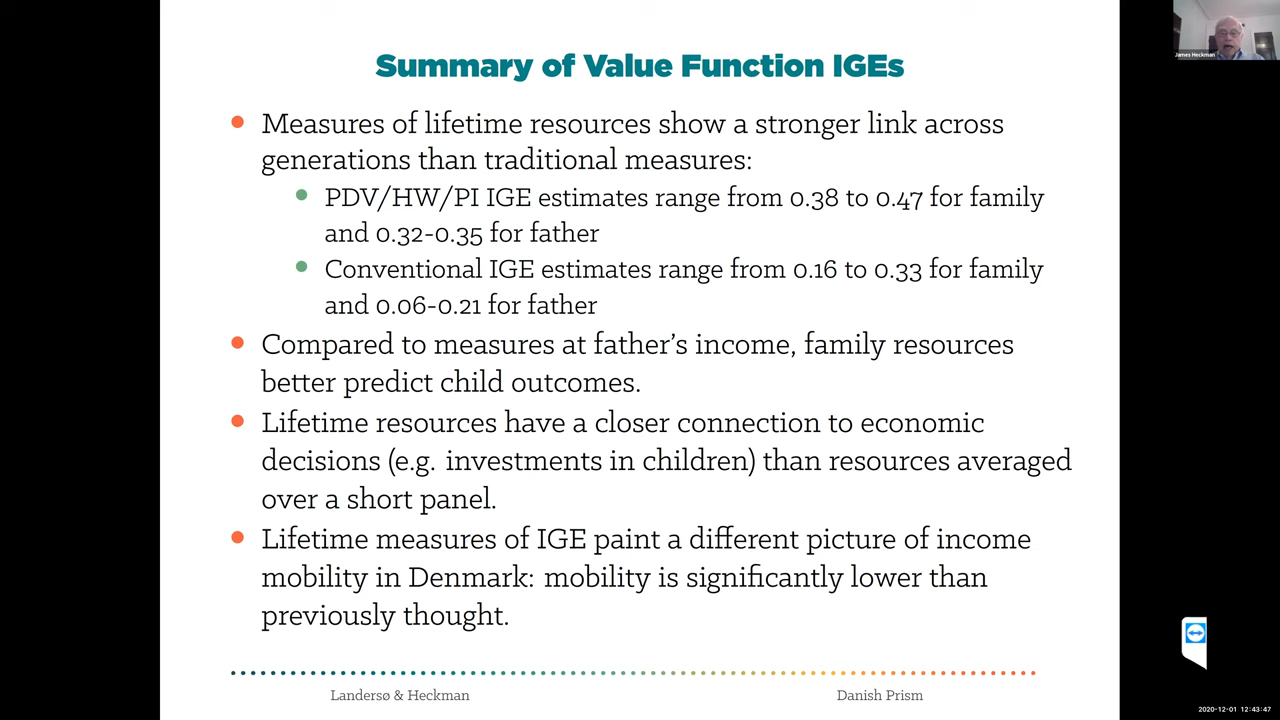 James Heckman
Summary of Value Function IGEs
Measures of lifetime resources show a stronger link across
generations than traditional measures:
PDV/HW/PI IGE estimates range from 0.38 to 0.47 for family
and 0.32-0.35 for father
Conventional IGE estimates range from 0.16 to 0.33 for family
and 0.06-0.21 for father
Compared to measures at father’s income, family resources
better predict child outcomes.
Lifetime resources have a closer connection to economic
decisions (e.g. investments in children) than resources averaged
over a short panel.
Lifetime measures of IGE paint a different picture of income
mobility in Denmark: mobility is significantly lower than
previously thought.
Landersø & Heckman
Danish Prism
2020-12-01 12:43:47